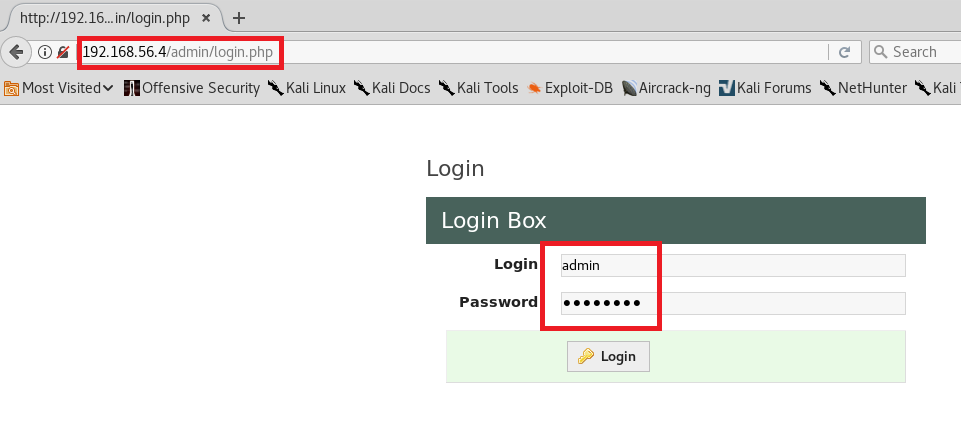 http://192.16...in/login.php
192.168.56.4/admin/login.php Search
Most Visited Offensive Security Kali Linux Kali Docs Kali Tools Exploit-DB Aircrack-ng Kali Forums NetHunter Kali
Login
Login Box
Login admin
Password ●●●●●●●●
Login